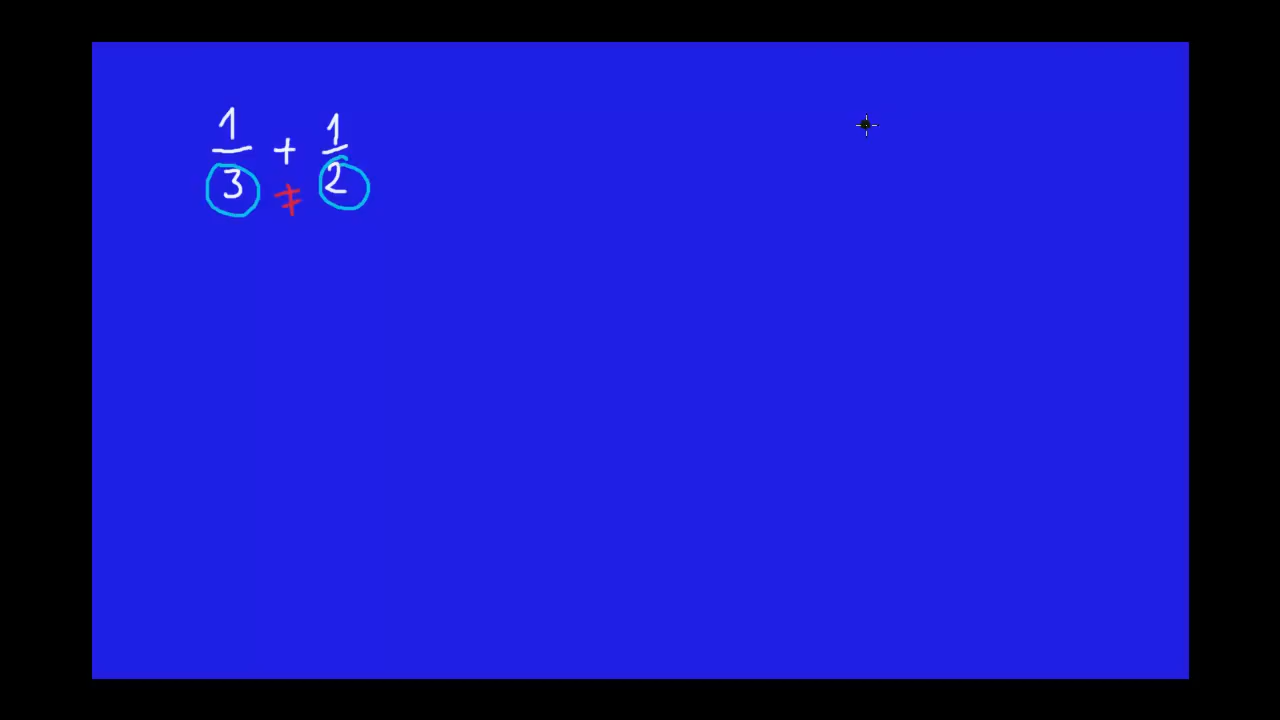 1/3 + 1/2
≠